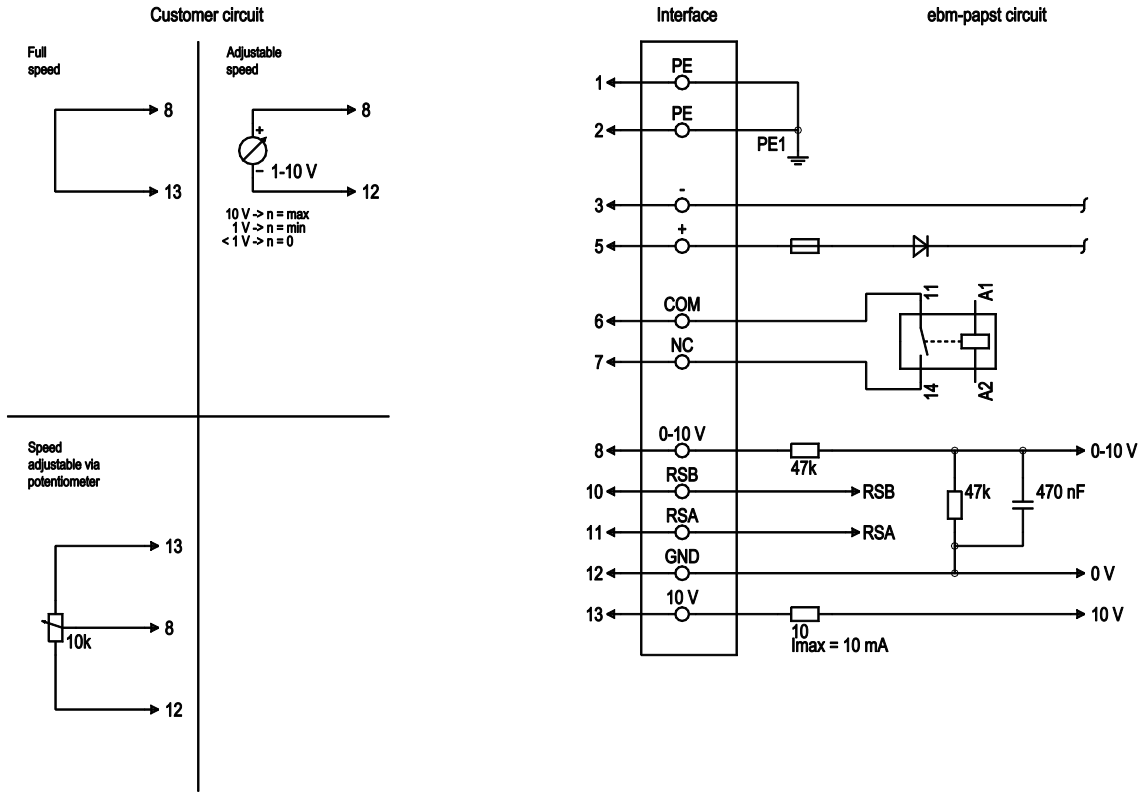 Customer circuit
Interface
ebm-papst circuit
Full
speed
8
13
Adjustable
speed
8
+
–
1-10 V
12
10 V -> n = max
1 V -> n = min
< 1 V -> n = 0
Speed
adjustable via
potentiometer
13
8
10k
12
1
PE
2
PE
PE1
3
-
5
+
6
COM
7
NC
11
A1
14
A2
8
0-10 V
47k
0-10 V
10
RSB
RSB
47k
470 nF
11
RSA
RSA
12
GND
0 V
13
10 V
10
Imax = 10 mA
10 V